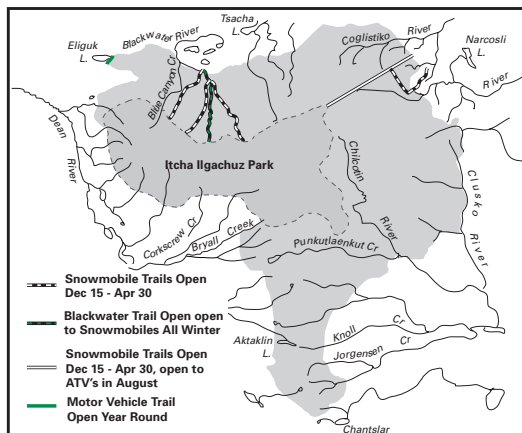 Tsacha
L.
Eliguk
L.
Blackwater River
Coglistiko River
Narcosli
L.
River
Blue Canyon Cr
Dean
River
Itcha Ilgachuz Park
Chilcotin
River
Clusko
River
Corkscrew Cr
Bryall Creek
Punkutlaenkut Cr
Snowmobile Trails Open
Dec 15 - Apr 30
Blackwater Trail Open open
to Snowmobiles All Winter
Snowmobile Trails Open
Dec 15 - Apr 30, open to
ATV's in August
Motor Vehicle Trail
Open Year Round
Aktaklin
L.
Knoll Cr
Jorgensen Cr
Chantslar